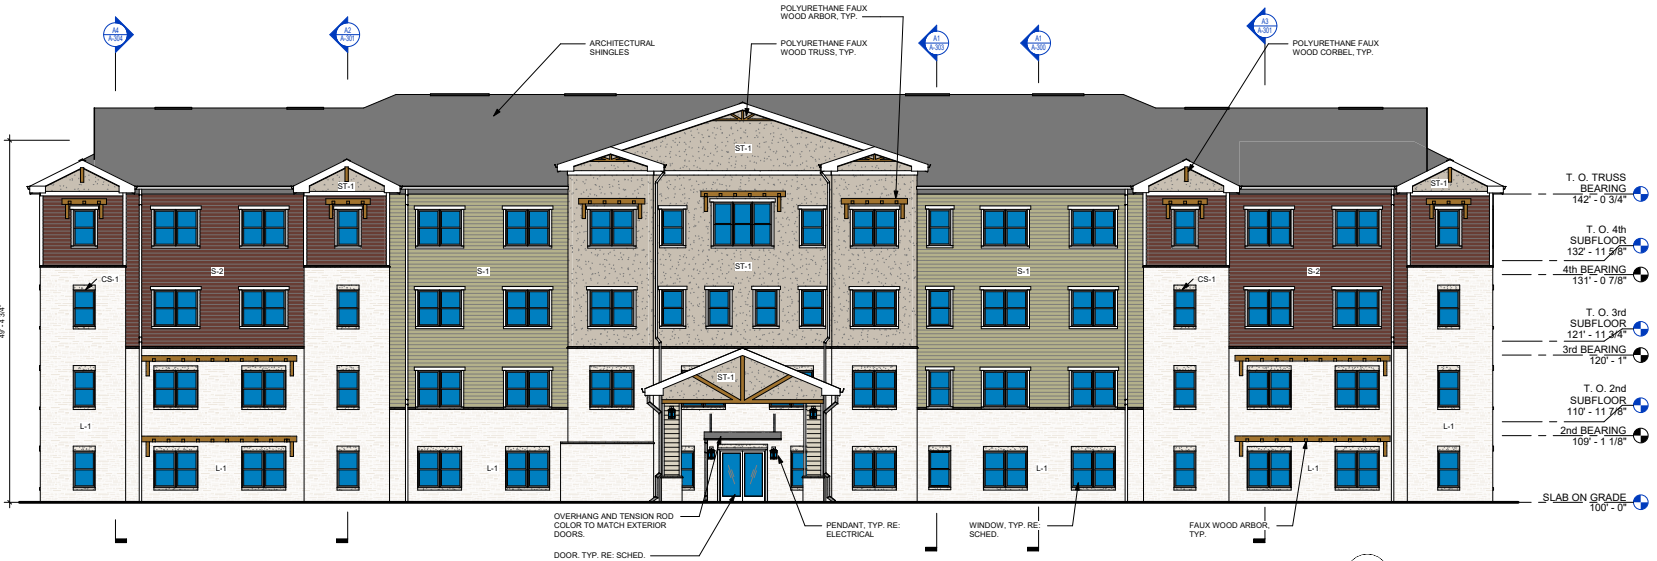 POLYURETHANE FAUX
WOOD ARBOR, TYP.
A4
A-304
A2
A-301
ARCHITECTURAL
SHINGLES
POLYURETHANE FAUX
WOOD TRUSS, TYP.
A1
A-303
A1
A-300
A3
A-301
POLYURETHANE FAUX
WOOD CORBEL, TYP.
ST-1
ST-1
ST-1
T. O. TRUSS
BEARING
142' - 0 3/4"
T. O. 4th
SUBFLOOR
132' - 11 5/8"
S-2
S-1
ST-1
S-1
S-2
4th BEARING
131' - 0 7/8"
CS-1
CS-1
T. O. 3rd
SUBFLOOR
121' - 11 3/4"
3rd BEARING
120' - 1"
ST-1
T. O. 2nd
SUBFLOOR
110' - 11 7/8"
L-1
L-1
2nd BEARING
109' - 1 1/8"
L-1
L-1
L-1
L-1
SLAB ON GRADE
100' - 0"
OVERHANG AND TENSION ROD
COLOR TO MATCH EXTERIOR
DOORS.
PENDANT, TYP. RE:
ELECTRICAL
WINDOW, TYP. RE:
SCHED.
FAUX WOOD ARBOR,
TYP.
DOOR. TYP. RE: SCHED.